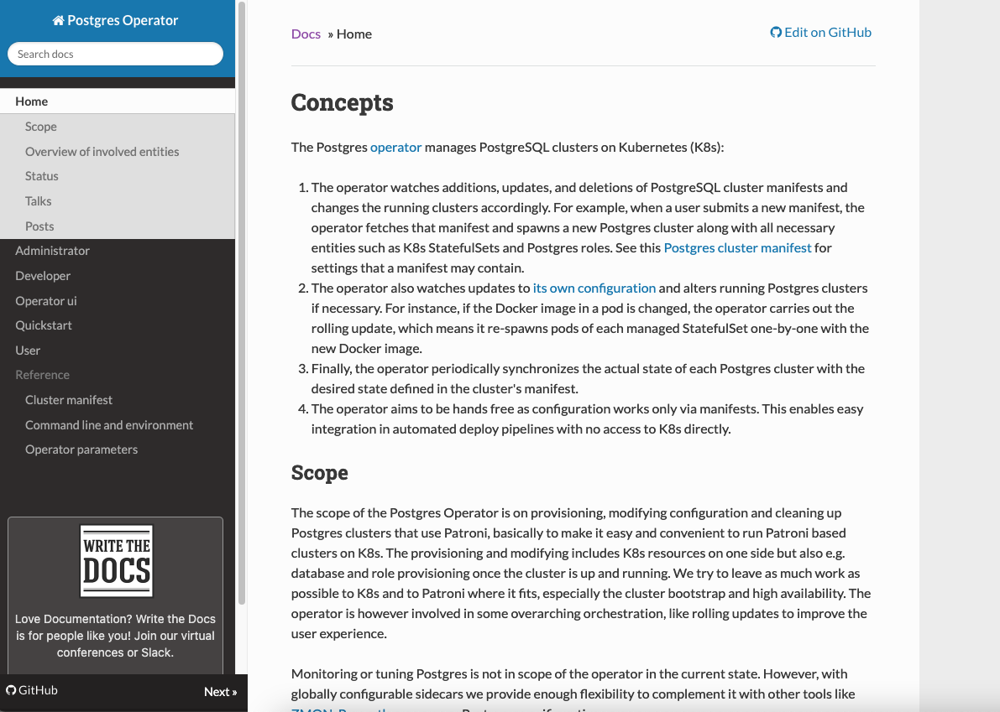 Postgres Operator
Search docs
Home
Scope
Overview of involved entities
Status
Talks
Posts
Administrator
Developer
Operator ui
Quickstart
User
Reference
Cluster manifest
Command line and environment
Operator parameters
WRITE THE
DOCS
Love Documentation? Write the Docs
is for people like you! Join our virtual
conferences or Slack.
GitHub
Next »
Docs » Home
Edit on GitHub
Concepts
The Postgres operator manages PostgreSQL clusters on Kubernetes (K8s):
1. The operator watches additions, updates, and deletions of PostgreSQL cluster manifests and
changes the running clusters accordingly. For example, when a user submits a new manifest, the
operator fetches that manifest and spawns a new Postgres cluster along with all necessary
entities such as K8s StatefulSets and Postgres roles. See this Postgres cluster manifest for
settings that a manifest may contain.
2. The operator also watches updates to its own configuration and alters running Postgres clusters
if necessary. For instance, if the Docker image in a pod is changed, the operator carries out the
rolling update, which means it re-spawns pods of each managed StatefulSet one-by-one with the
new Docker image.
3. Finally, the operator periodically synchronizes the actual state of each Postgres cluster with the
desired state defined in the cluster's manifest.
4. The operator aims to be hands free as configuration works only via manifests. This enables easy
integration in automated deploy pipelines with no access to K8s directly.
Scope
The scope of the Postgres Operator is on provisioning, modifying configuration and cleaning up
Postgres clusters that use Patroni, basically to make it easy and convenient to run Patroni based
clusters on K8s. The provisioning and modifying includes K8s resources on one side but also e.g.
database and role provisioning once the cluster is up and running. We try to leave as much work as
possible to K8s and to Patroni where it fits, especially the cluster bootstrap and high availability. The
operator is however involved in some overarching orchestration, like rolling updates to improve the
user experience.
Monitoring or tuning Postgres is not in scope of the operator in the current state. However, with
globally configurable sidecars we provide enough flexibility to complement it with other tools like